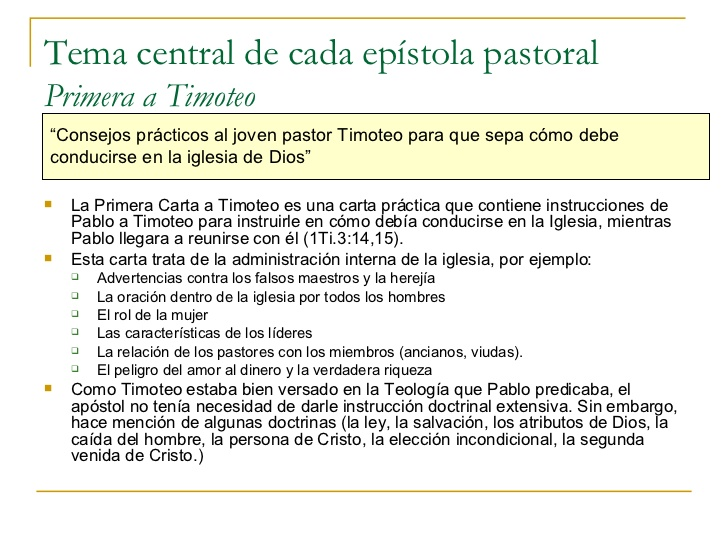 Tema central de cada epístola pastoral
Primera a Timoteo
“Consejos prácticos al joven pastor Timoteo para que sepa cómo debe
conducirse en la iglesia de Dios”
La Primera Carta a Timoteo es una carta práctica que contiene instrucciones de
Pablo a Timoteo para instruirle en cómo debía conducirse en la Iglesia, mientras
Pablo llegara a reunirse con él (1Ti.3:14,15).
Esta carta trata de la administración interna de la iglesia, por ejemplo:
Advertencias contra los falsos maestros y la herejía
La oración dentro de la iglesia por todos los hombres
El rol de la mujer
Las características de los líderes
La relación de los pastores con los miembros (ancianos, viudas).
El peligro del amor al dinero y la verdadera riqueza
Como Timoteo estaba bien versado en la Teología que Pablo predicaba, el
apóstol no tenía necesidad de darle instrucción doctrinal extensiva. Sin embargo,
hace mención de algunas doctrinas (la ley, la salvación, los atributos de Dios, la
caída del hombre, la persona de Cristo, la elección incondicional, la segunda
venida de Cristo.)